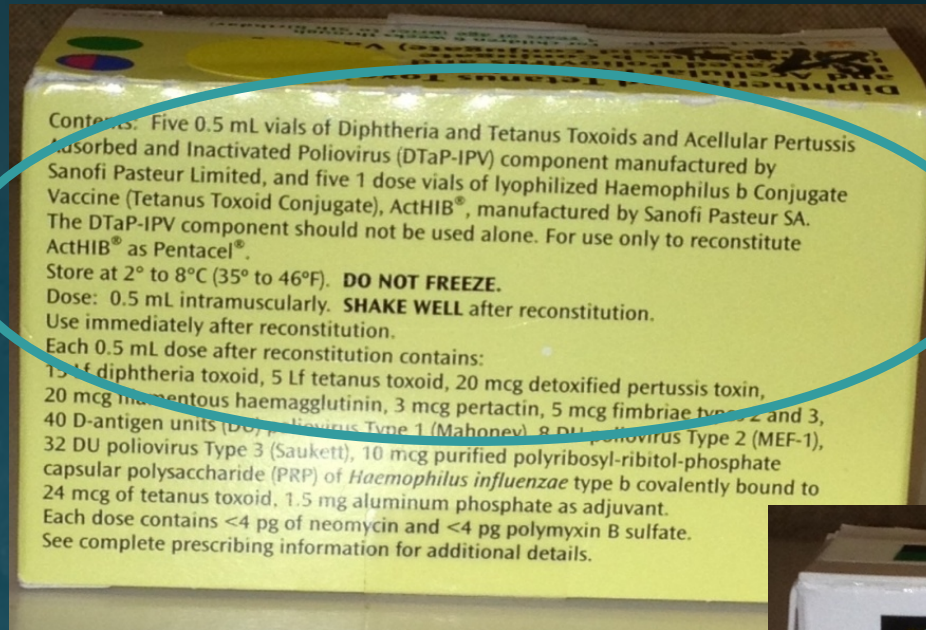 Contents: Five 0.5 mL vials of Diphtheria and Tetanus Toxoids and Acellular Pertussis
Adsorbed and Inactivated Poliovirus (DTaP-IPV) component manufactured by
Sanofi Pasteur Limited, and five 1 dose vials of lyophilized Haemophilus b Conjugate
Vaccine (Tetanus Toxoid Conjugate), ActHIB®, manufactured by Sanofi Pasteur SA.
The DTaP-IPV component should not be used alone. For use only to reconstitute
ActHIB® as Pentacel®.
Store at 2° to 8°C (35° to 46°F). DO NOT FREEZE.
Dose: 0.5 mL intramuscularly. SHAKE WELL after reconstitution.
Use immediately after reconstitution.
Each 0.5 mL dose after reconstitution contains:
15 Lf diphtheria toxoid, 5 Lf tetanus toxoid, 20 mcg detoxified pertussis toxin,
20 mcg filamentous haemagglutinin, 3 mcg pertactin, 5 mcg fimbriae types 2 and 3,
40 D-antigen units (DU) poliovirus Type 1 (Mahoney), 8 DU poliovirus Type 2 (MEF-1),
32 DU poliovirus Type 3 (Saukett), 10 mcg purified polyribosyl-ribitol-phosphate
capsular polysaccharide (PRP) of Haemophilus influenzae type b covalently bound to
24 mcg of tetanus toxoid, 1.5 mg aluminum phosphate as adjuvant.
Each dose contains <4 pg of neomycin and <4 pg polymyxin B sulfate.
See complete prescribing information for additional details.